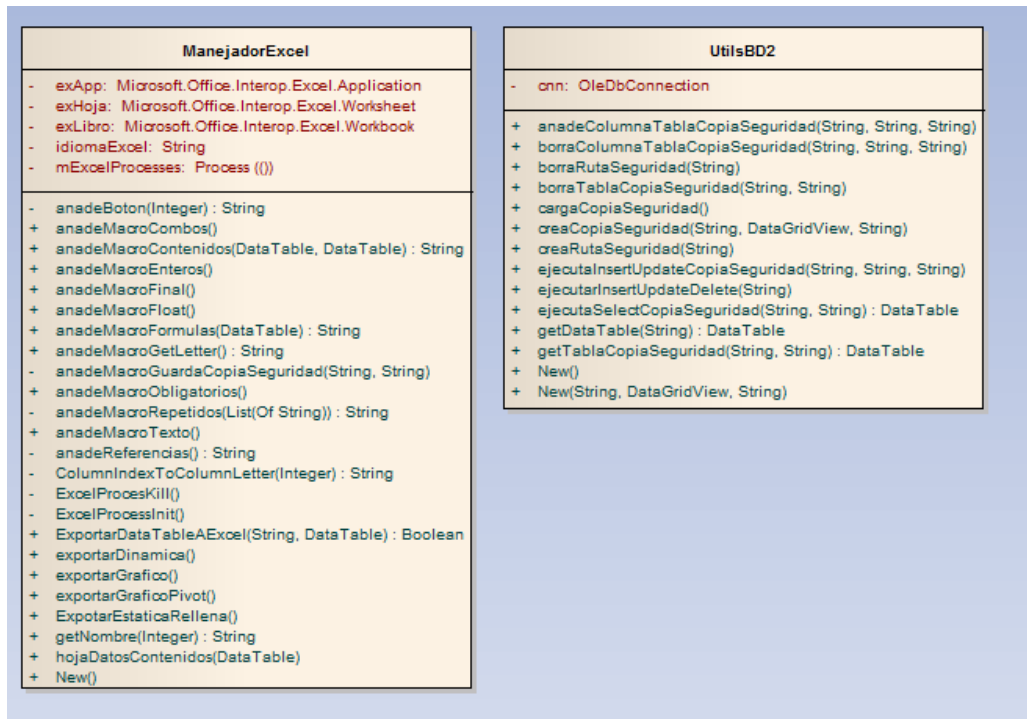 ManejadorExcel
- exApp: Microsoft.Office.Interop.Excel.Application
- exHoja: Microsoft.Office.Interop.Excel.Worksheet
- exLibro: Microsoft.Office.Interop.Excel.Workbook
- idiomaExcel: String
- mExcelProcesses: Process (())
- anadeBoton(Integer) : String
+ anadeMacroCombos()
+ anadeMacroContenidos(DataTable, DataTable) : String
+ anadeMacroEnteros()
+ anadeMacroFinal()
+ anadeMacroFloat()
+ anadeMacroFormulas(DataTable) : String
+ anadeMacroGetLetter() : String
- anadeMacroGuardaCopiaSeguridad(String, String)
+ anadeMacroObligatorios()
- anadeMacroRepetidos(List(Of String)) : String
+ anadeMacroTexto()
- anadeReferencias() : String
- ColumnIndexToColumnLetter(Integer) : String
- ExcelProcesKill()
- ExcelProcessInit()
+ ExportarDataTableAExcel(String, DataTable) : Boolean
+ exportarDinamica()
+ exportarGrafico()
+ exportarGraficoPivot()
+ ExpotarEstaticaRellena()
+ getNombre(Integer) : String
+ hojaDatosContenidos(DataTable)
+ New()
UtilsBD2
- cnn: OleDbConnection
+ anadeColumnaTablaCopiaSeguridad(String, String, String)
+ borraColumnaTablaCopiaSeguridad(String, String, String)
+ borraRutaSeguridad(String)
+ borraTablaCopiaSeguridad(String, String)
+ cargaCopiaSeguridad()
+ creaCopiaSeguridad(String, DataGridView, String)
+ creaRutaSeguridad(String)
+ ejecutaInsertUpdateCopiaSeguridad(String, String, String)
+ ejecutarInsertUpdateDelete(String)
+ ejecutaSelectCopiaSeguridad(String, String) : DataTable
+ getDataTable(String) : DataTable
+ getTablaCopiaSeguridad(String, String) : DataTable
+ New()
+ New(String, DataGridView, String)